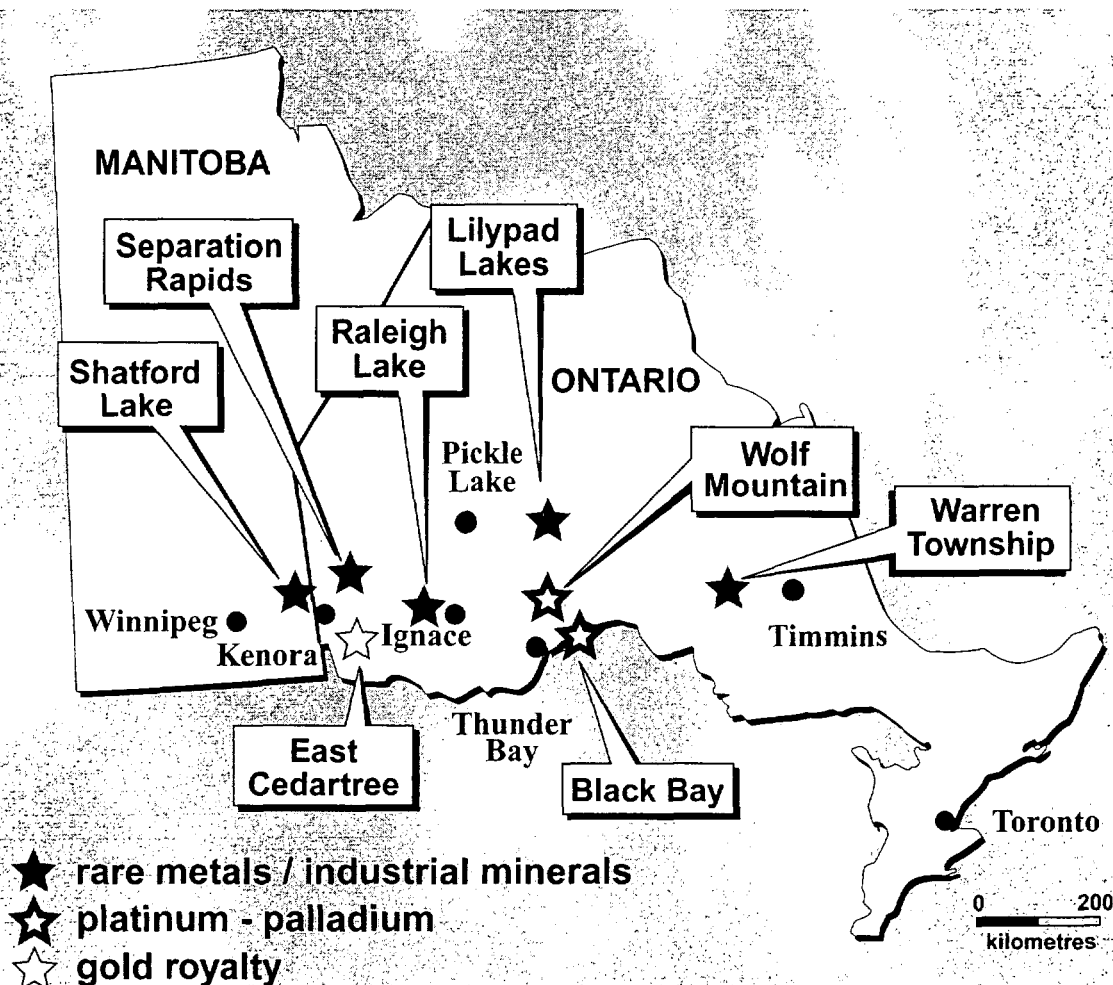 MANITOBA
Separation
Rapids
Lilypad
Lakes
Raleigh
Lake
Shatford
Lake
ONTARIO
Pickle
Lake
Wolf
Mountain
Warren
Township
Winnipeg
Kenora
Ignace
Timmins
Thunder
Bay
East
Cedartree
Black Bay
Toronto
rare metals / industrial minerals
platinum - palladium
gold royalty
0 200
kilometres